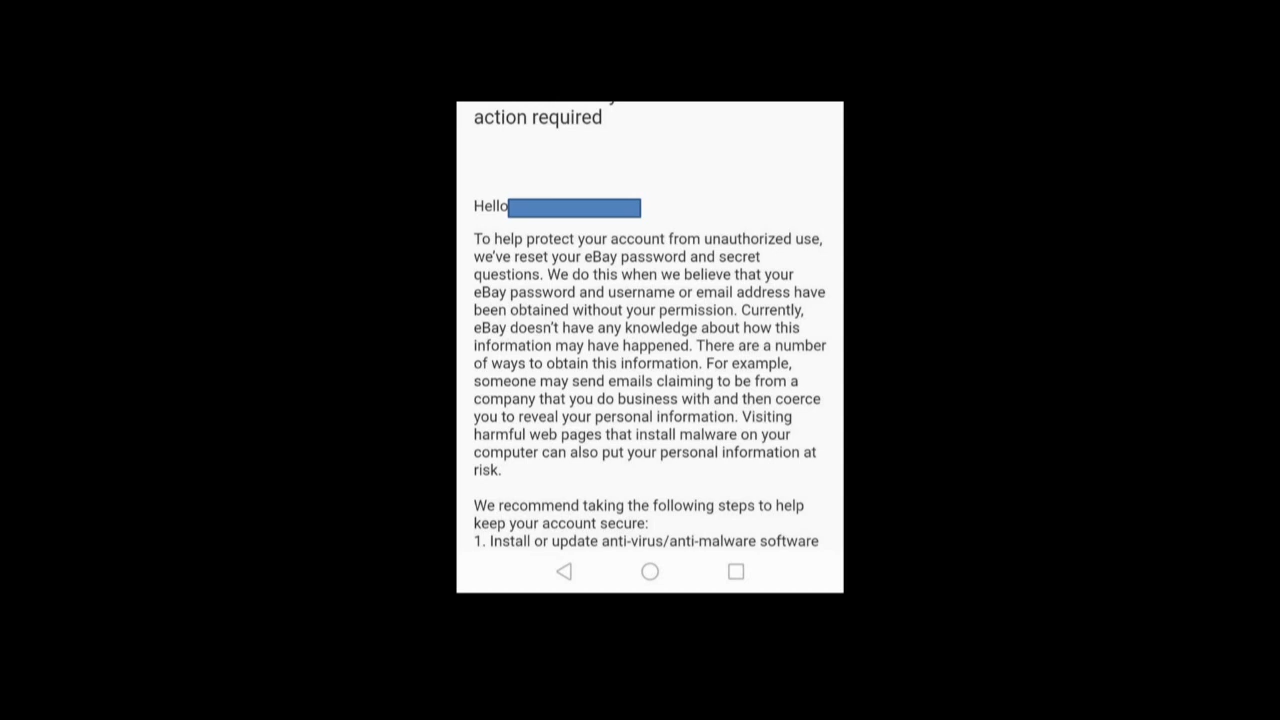 action required
Hello
To help protect your account from unauthorized use,
we've reset your eBay password and secret
questions. We do this when we believe that your
eBay password and username or email address have
been obtained without your permission. Currently,
eBay doesn't have any knowledge about how this
information may have happened. There are a number
of ways to obtain this information. For example,
someone may send emails claiming to be from a
company that you do business with and then coerce
you to reveal your personal information. Visiting
harmful web pages that install malware on your
computer can also put your personal information at
risk.
We recommend taking the following steps to help
keep your account secure:
1. Install or update anti-virus/anti-malware software